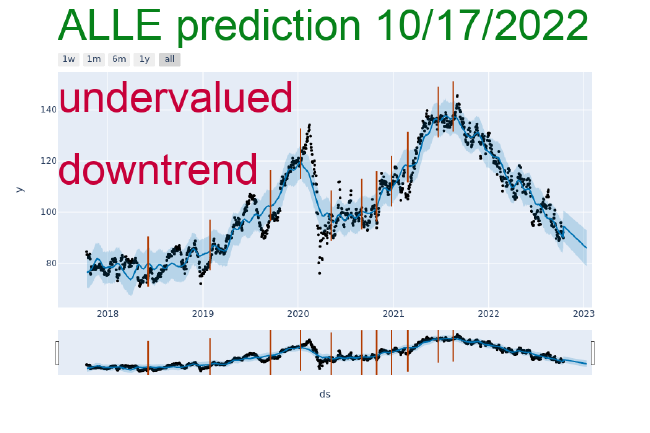 ALLE prediction 10/17/2022
1w 1m 6m 1y all
undervalued
downtrend
140
120
100
80
y
2018 2019 2020 2021 2022 2023
ds